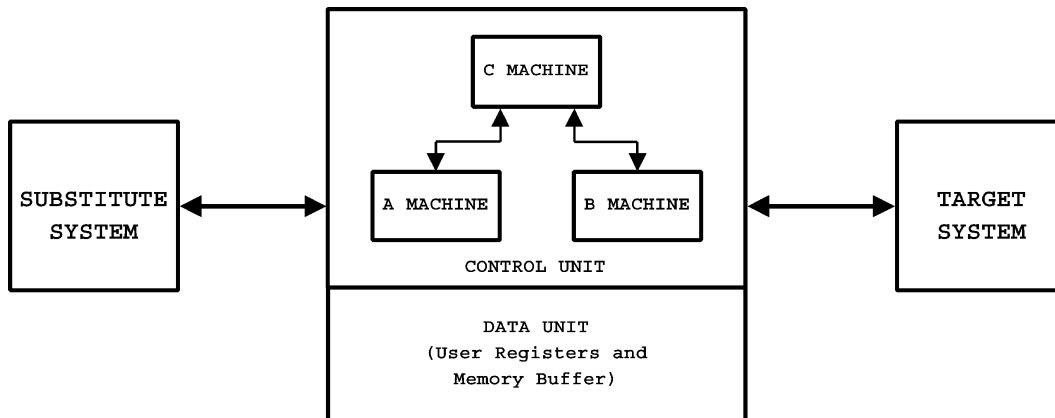 C MACHINE
SUBSTITUTE
SYSTEM
A MACHINE
B MACHINE
TARGET
SYSTEM
CONTROL UNIT
DATA UNIT
(User Registers and
Memory Buffer)